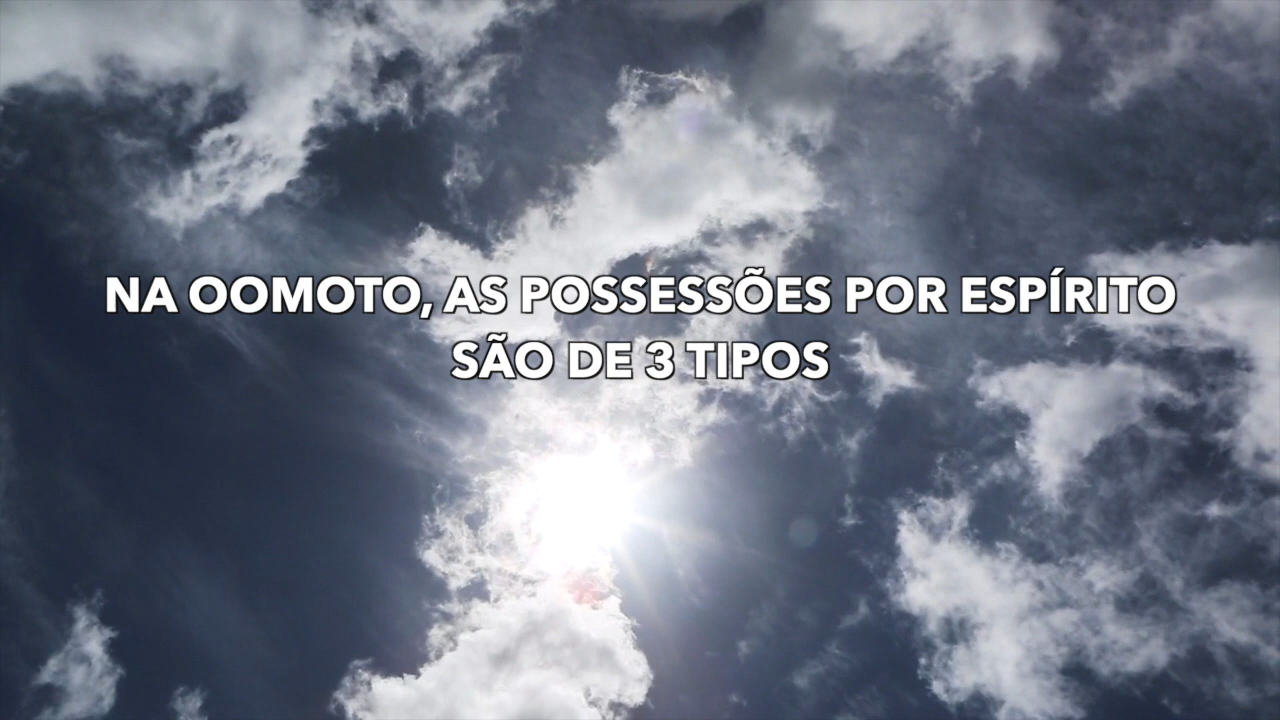 NA OOMOTO, AS POSSESSÕES POR ESPÍRITO
SÃO DE 3 TIPOS